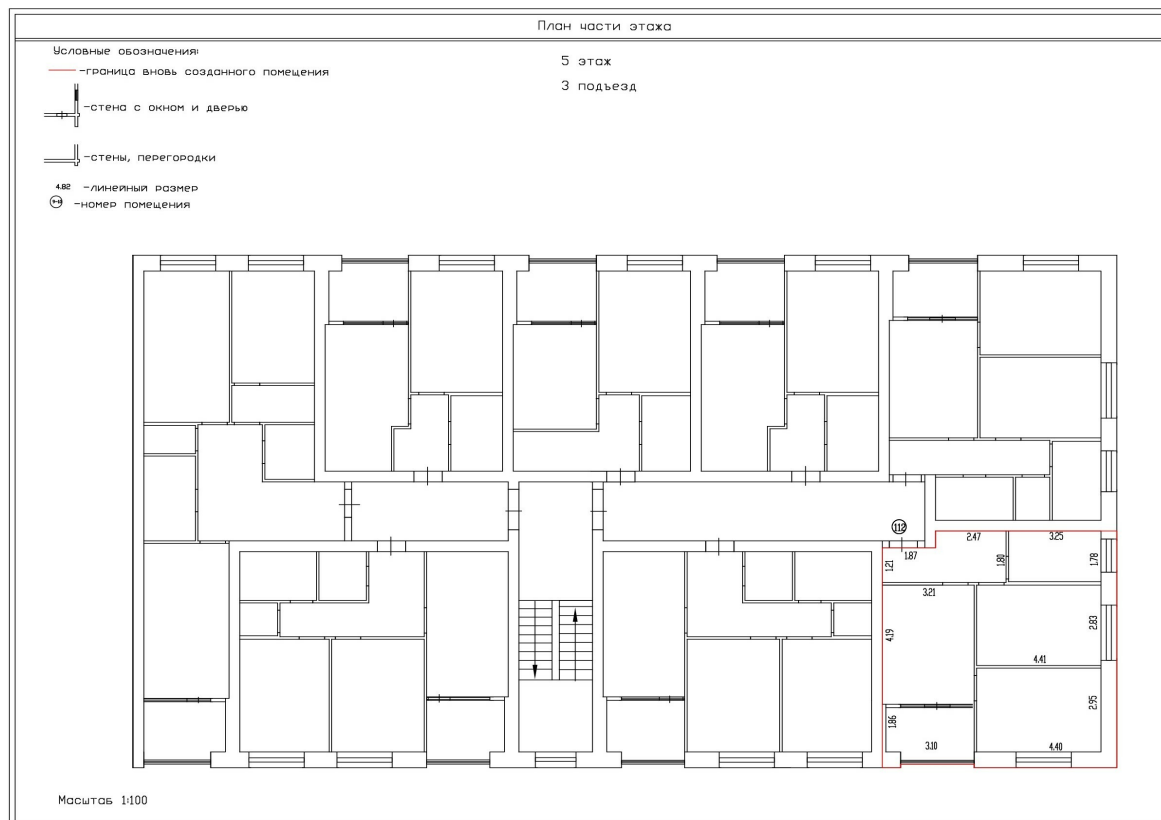 План части этажа
Условные обозначения:
-граница вновь созданного помещения
-стена с окном и дверью
-стены, перегородки
4.82 -линейный размер
-номер помещения
5 этаж
3 подъезд
112
1.87
2.47
3.25
1.21
1.80
1.78
3.21
4.19
2.83
4.41
2.95
1.86
3.10
4.40
Масштаб 1:100